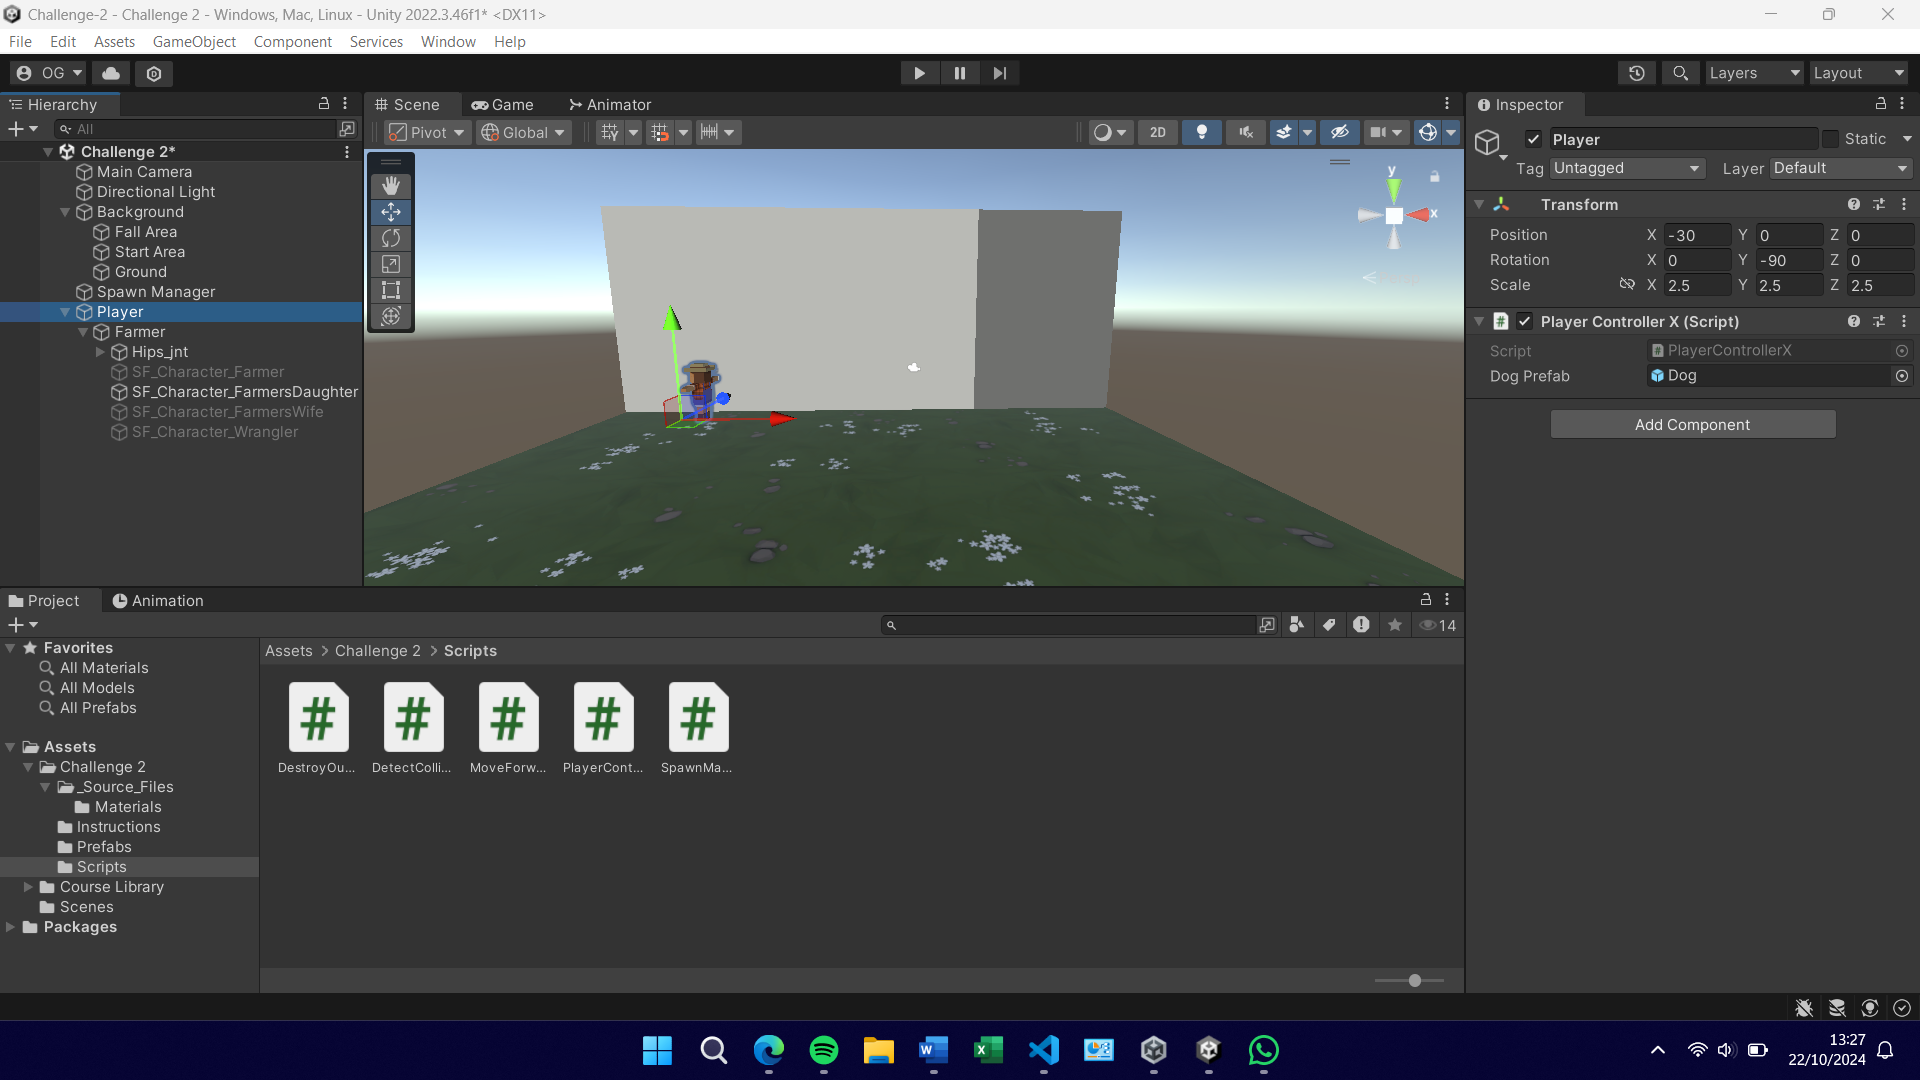 Challenge-2 - Challenge 2 - Windows, Mac, Linux - Unity 2022.3.46f1* <DX11>
File Edit Assets GameObject Component Services Window Help
OG
Layers Layout
Hierarchy
All
Challenge 2*
Main Camera
Directional Light
Background
Fall Area
Start Area
Ground
Spawn Manager
Player
Farmer
Hips_jnt
SF_Character_Farmer
SF_Character_FarmersDaughter
SF_Character_FarmersWife
SF_Character_Wrangler
Scene Game Animator
Pivot Global 2D
y
x
Inspector
Player Static
Tag Untagged Layer Default
Transform
Position X -30 Y 0 Z 0
Rotation X 0 Y -90 Z 0
Scale X 2.5 Y 2.5 Z 2.5
# Player Controller X (Script)
Script PlayerControllerX
Dog Prefab Dog
Add Component
Project Animation
14
Favorites
All Materials
All Models
All Prefabs
Assets
Challenge 2
_Source_Files
Materials
Instructions
Prefabs
Scripts
Course Library
Scenes
Packages
Assets > Challenge 2 > Scripts
# # # # #
DestroyOu... DetectColli... MoveForw... PlayerCont... SpawnMa...
13:27
22/10/2024